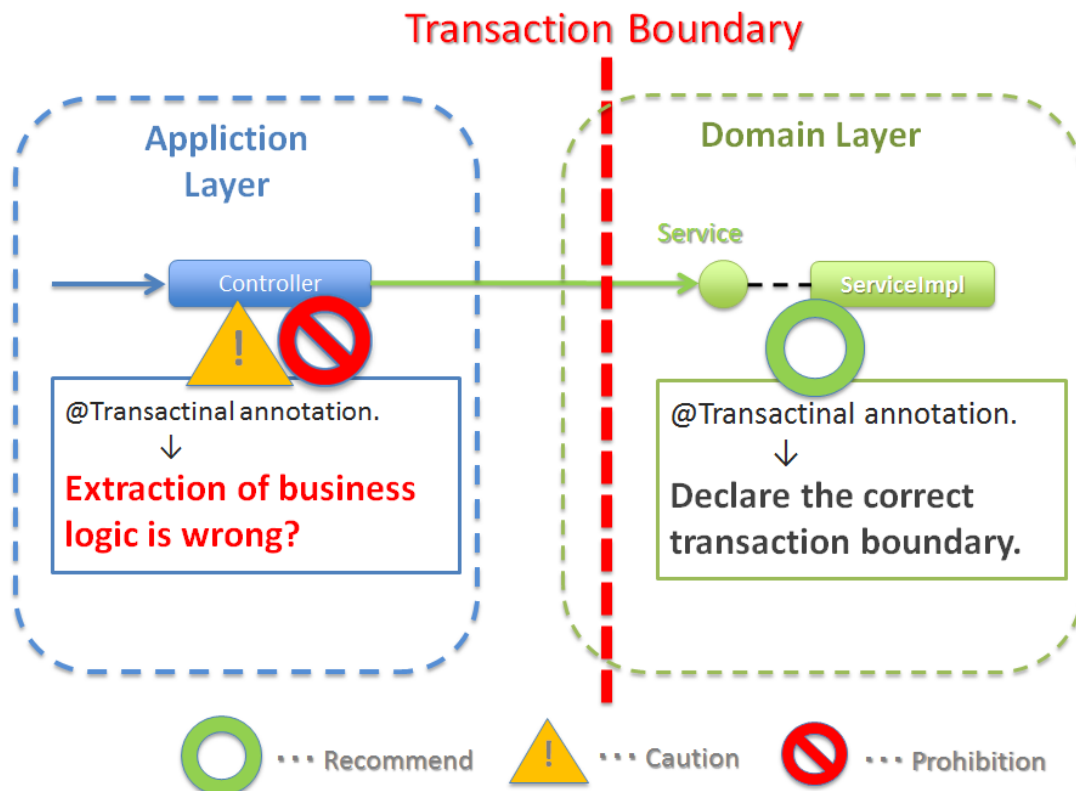 Transaction Boundary
Appliction
Layer
Domain Layer
Service
Controller
ServiceImpl
!
@Transactinal annotation.
↓
Extraction of business
logic is wrong?
@Transactinal annotation.
↓
Declare the correct
transaction boundary.
··· Recommend
! ··· Caution
··· Prohibition